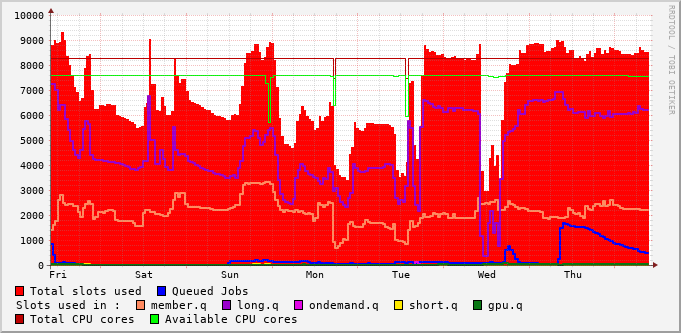 10000
9000
8000
7000
6000
5000
4000
3000
2000
1000
0
Fri Sat Sun Mon Tue Wed Thu
RRDTOOL / TOBI OETIKER
Total slots used Queued Jobs
Slots used in : member.q long.q ondemand.q short.q gpu.q
Total CPU cores Available CPU cores